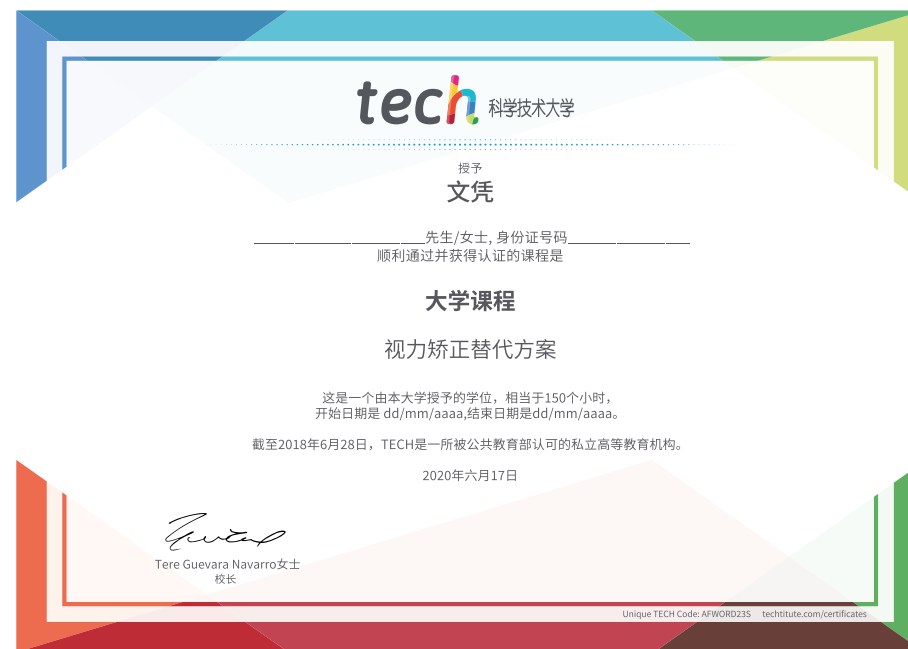 tech 科学技术大学
授予
文凭
先生/女士, 身份证号码
顺利通过并获得认证的课程是
大学课程
视力矫正替代方案
这是一个由本大学授予的学位，相当于150个小时，
开始日期是 dd/mm/aaaa,结束日期是dd/mm/aaaa。
截至2018年6月28日，TECH是一所被公共教育部认可的私立高等教育机构。
2020年六月17日
Tere Guevara Navarro女士
校长
Unique TECH Code: AFWORD23S techtitute.com/certificates